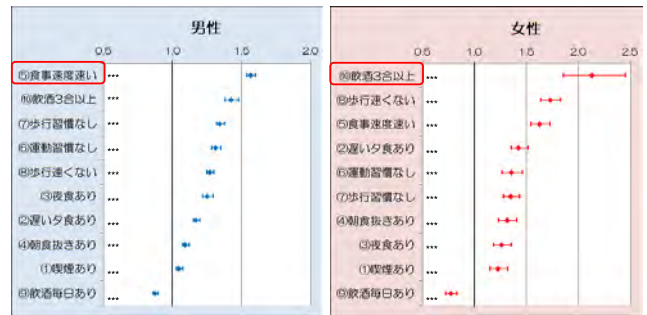 男性
0.5 1.0 1.5 2.0
⑤食事速度速い ***
⑩飲酒3合以上 ***
⑦歩行習慣なし ***
⑥運動習慣なし ***
⑧歩行速くない ***
③夜食あり ***
②遅い夕食あり ***
④朝食抜きあり ***
①喫煙あり ***
⑨飲酒毎日あり ***
女性
0.5 1.0 1.5 2.0 2.5
⑩飲酒3合以上 ***
⑧歩行速くない ***
⑤食事速度速い ***
②遅い夕食あり ***
⑥運動習慣なし ***
⑦歩行習慣なし ***
④朝食抜きあり ***
③夜食あり ***
①喫煙あり ***
⑨飲酒毎日あり ***